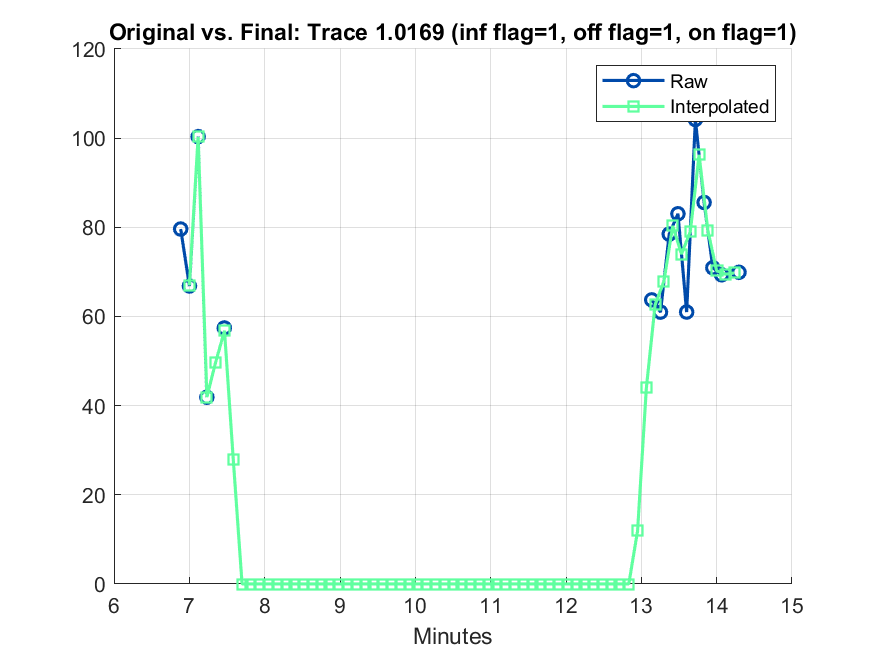 Original vs. Final: Trace 1.0169 (inf flag=1, off flag=1, on flag=1)
120
100
80
60
40
20
0
Raw
Interpolated
6 7 8 9 10 11 12 13 14 15
Minutes